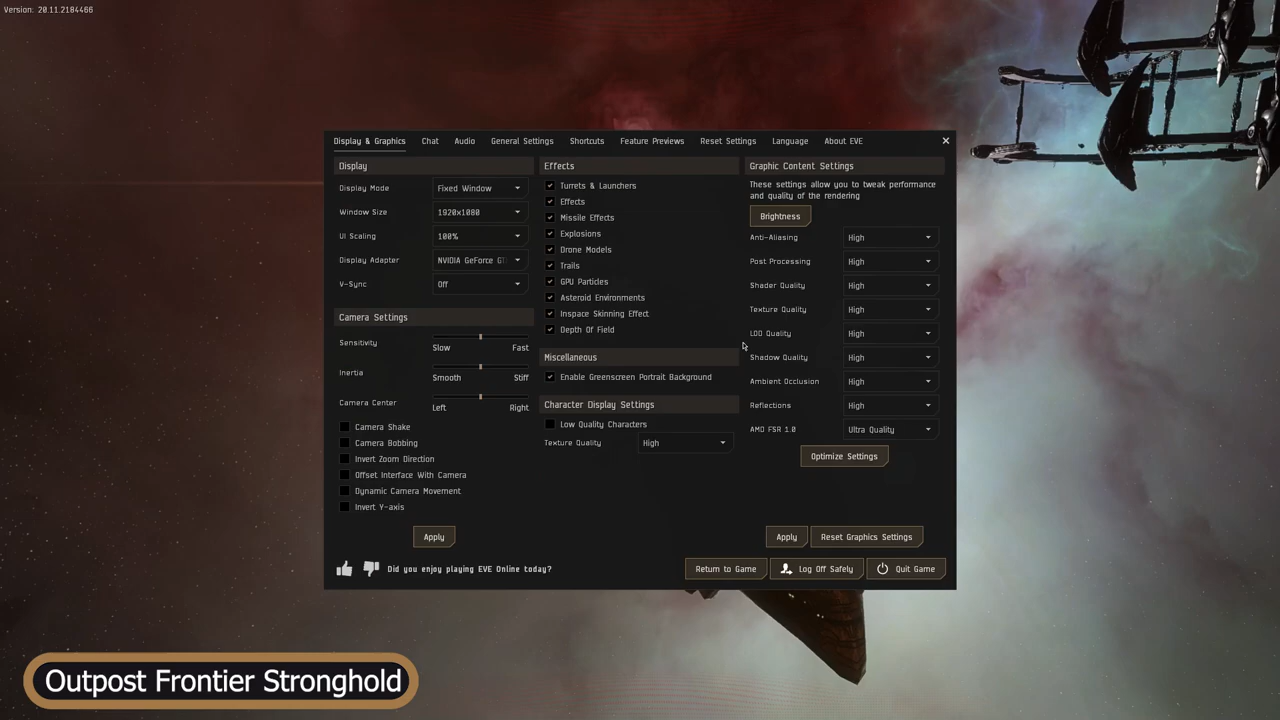 Version: 20.11.2184466
Display & Graphics Chat Audio General Settings Shortcuts Feature Previews Reset Settings Language About EVE
Display
Display Mode Fixed Window
Window Size 1920x1080
UI Scaling 100%
Display Adapter NVIDIA GeForce
V-Sync Off
Camera Settings
Sensitivity
Slow Fast
Inertia
Smooth Stiff
Camera Center
Left Right
Camera Shake
Camera Bobbing
Invert Zoom Direction
Offset Interface With Camera
Dynamic Camera Movement
Invert Y-axis
Apply
Effects
Turrets & Launchers
Effects
Missile Effects
Explosions
Drone Models
Trails
GPU Particles
Asteroid Environments
Inspace Skinning Effect
Depth Of Field
Miscellaneous
Enable Greenscreen Portrait Background
Character Display Settings
Low Quality Characters
Texture Quality High
Graphic Content Settings
These settings allow you to tweak performance
and quality of the rendering
Brightness
Anti-Aliasing High
Post Processing High
Shader Quality High
Texture Quality High
LOD Quality High
Shadow Quality High
Ambient Occlusion High
Reflections High
AMD FSR 1.0 Ultra Quality
Optimize Settings
Apply Reset Graphics Settings
Did you enjoy playing EVE Online today?
Return to Game Log Off Safely Quit Game
Outpost Frontier Stronghold